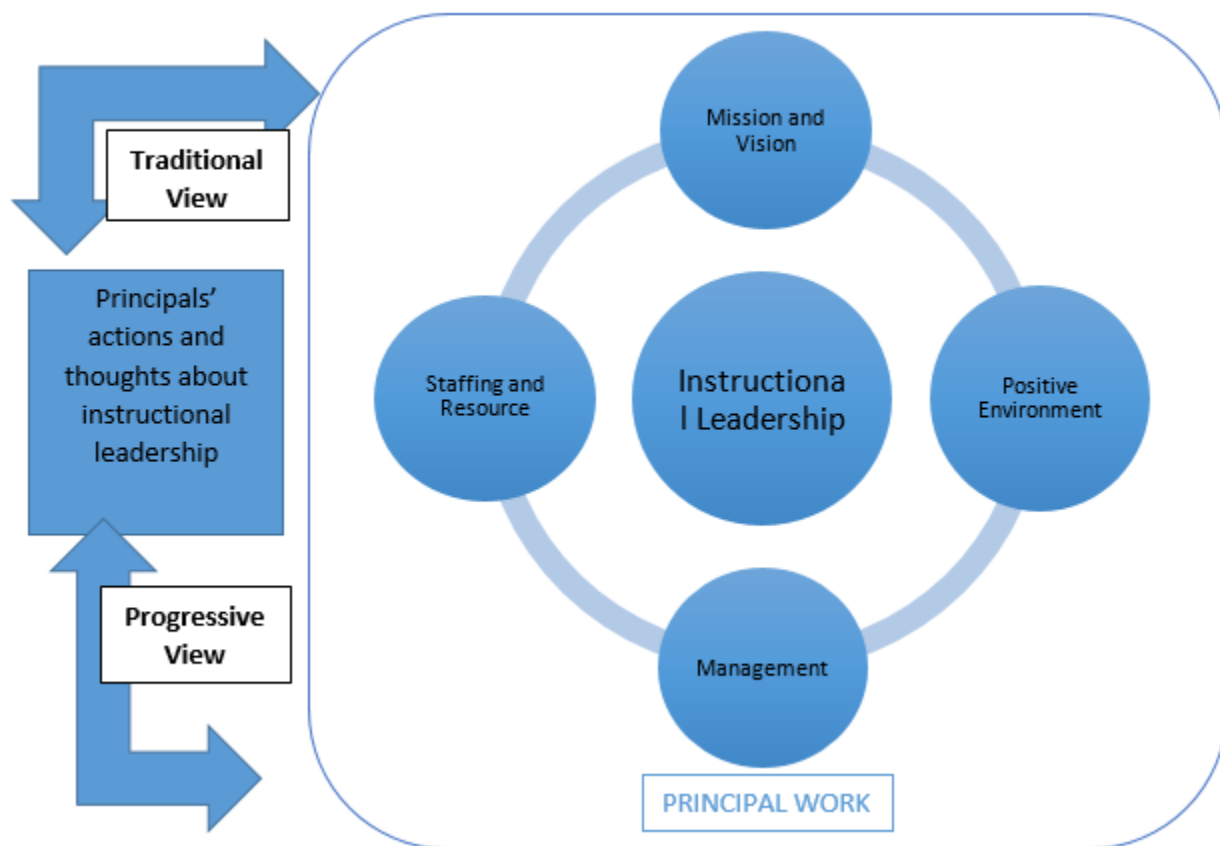 Traditional
View
Principals’
actions and
thoughts about
instructional
leadership
Progressive
View
Mission and
Vision
Staffing and
Resource
Instructiona
l Leadership
Positive
Environment
Management
PRINCIPAL WORK